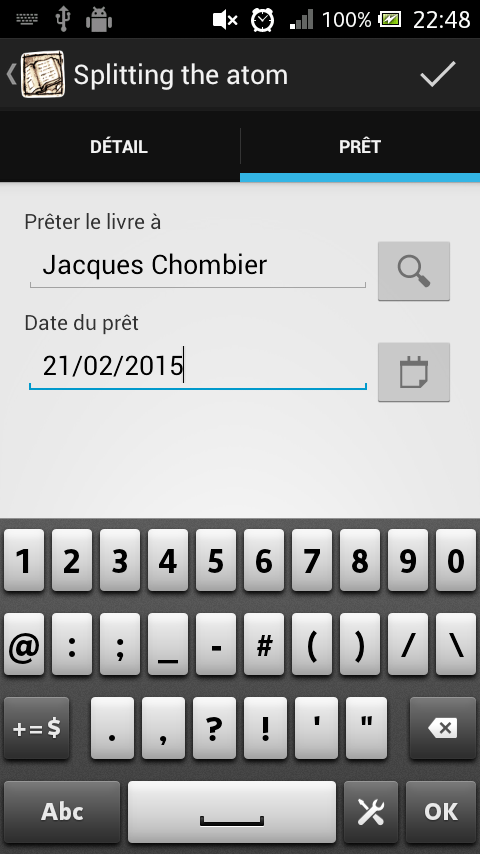 100% 22:48
Splitting the atom
DÉTAIL PRÊT
Prêter le livre à
Jacques Chombier
Date du prêt
21/02/2015
1 2 3 4 5 6 7 8 9 0
@ : ; _ - # ( ) / \
+=$ . , ? ! ' "
Abc OK